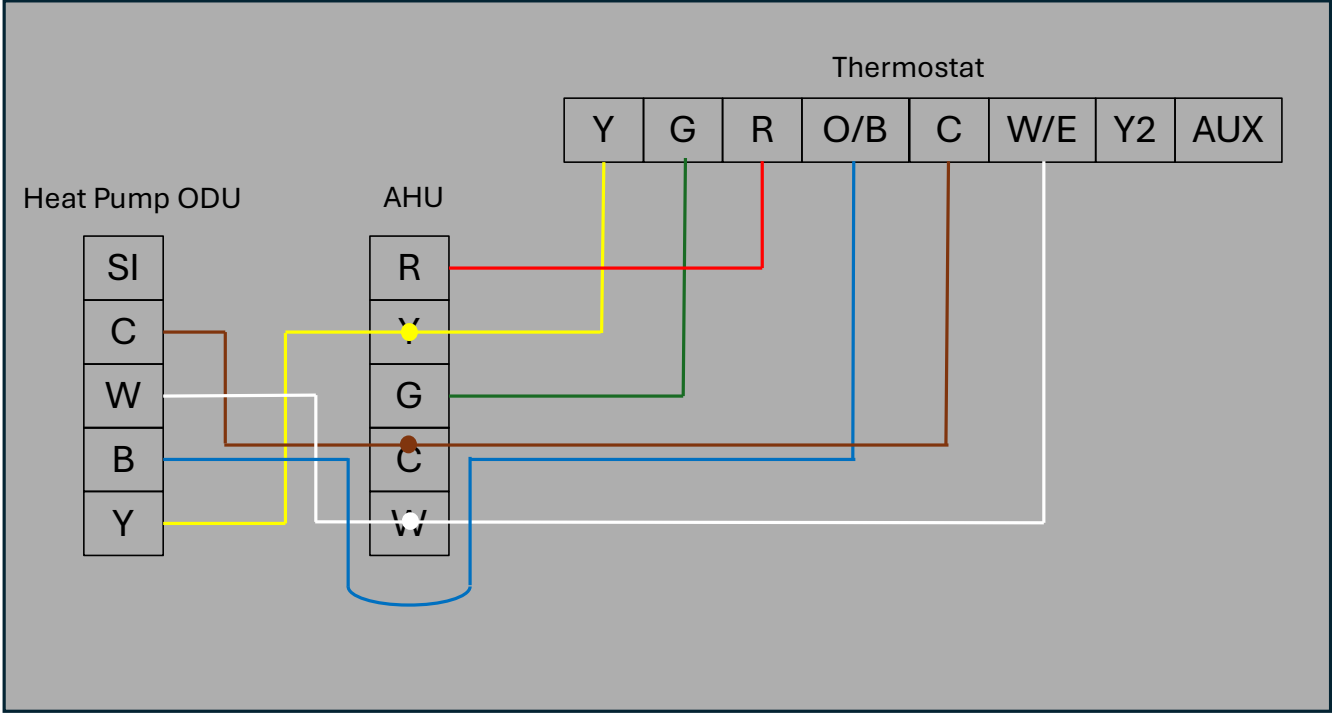 Thermostat
Y G R O/B C W/E Y2 AUX
Heat Pump ODU
SI
C
W
B
Y
AHU
R
Y
G
C
W